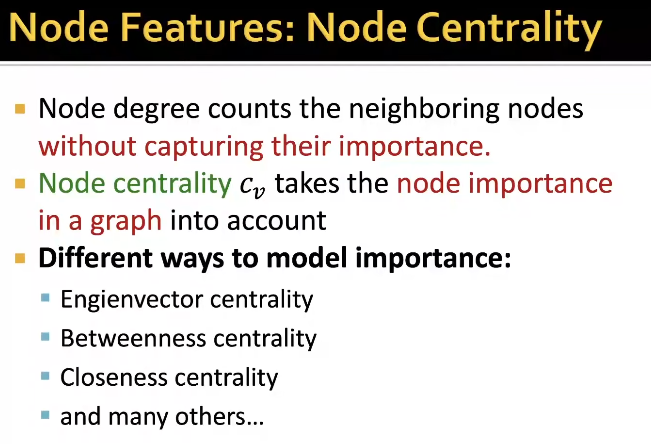 Node Features: Node Centrality
Node degree counts the neighboring nodes
without capturing their importance.
Node centrality cᵥ takes the node importance
in a graph into account
Different ways to model importance:
Engienvector centrality
Betweenness centrality
Closeness centrality
and many others…